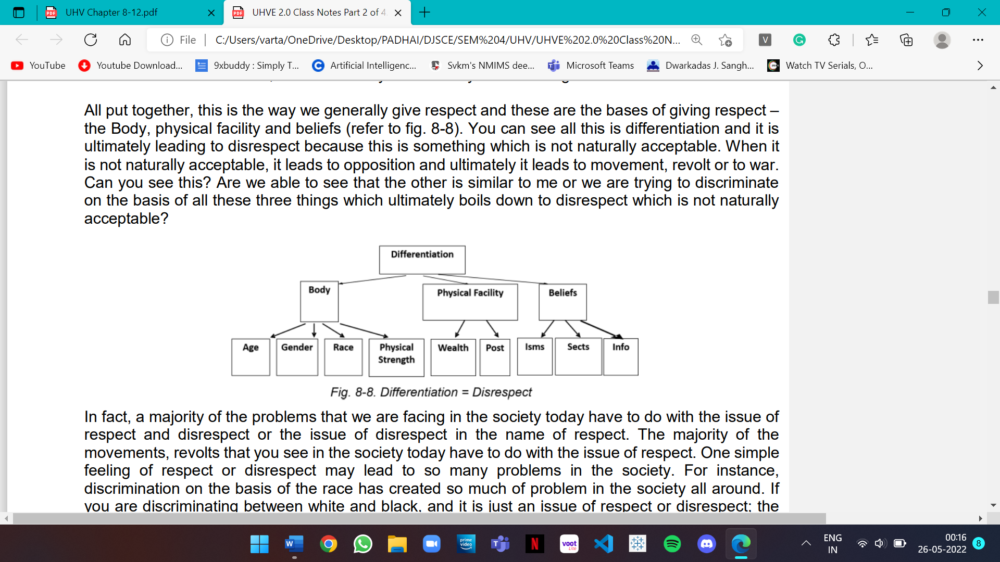 UHV Chapter 8-12.pdf
UHVE 2.0 Class Notes Part 2 of 4
File
C:/Users/varta/OneDrive/Desktop/PADHAI/DJSCE/SEM%204/UHV/UHVE%202.0%20Class%20N...
V
YouTube
Youtube Download...
9xbuddy : Simply T...
Artificial Intelligenc...
Svkm's NMIMS dee...
Microsoft Teams
Dwarkadas J. Sangh...
Watch TV Serials, O...
All put together, this is the way we generally give respect and these are the bases of giving respect –
the Body, physical facility and beliefs (refer to fig. 8-8). You can see all this is differentiation and it is
ultimately leading to disrespect because this is something which is not naturally acceptable. When it
is not naturally acceptable, it leads to opposition and ultimately it leads to movement, revolt or to war.
Can you see this? Are we able to see that the other is similar to me or we are trying to discriminate
on the basis of all these three things which ultimately boils down to disrespect which is not naturally
acceptable?
Differentiation
Body
Physical Facility
Beliefs
Age
Gender
Race
Physical
Strength
Wealth
Post
Isms
Sects
Info
Fig. 8-8. Differentiation = Disrespect
In fact, a majority of the problems that we are facing in the society today have to do with the issue of
respect and disrespect or the issue of disrespect in the name of respect. The majority of the
movements, revolts that you see in the society today have to do with the issue of respect. One simple
feeling of respect or disrespect may lead to so many problems in the society. For instance,
discrimination on the basis of the race has created so much of problem in the society all around. If
you are discriminating between white and black, and it is just an issue of respect or disrespect; the
W
prime
video
T
N
voot
Lite
ENG
IN
00:16
26-05-2022
8